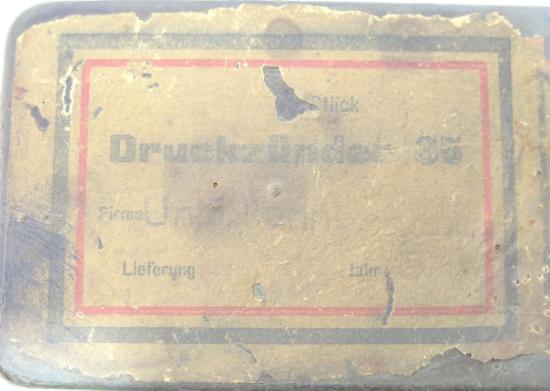 Stück
Druckzünder 35
Firma
Lieferung Jahr